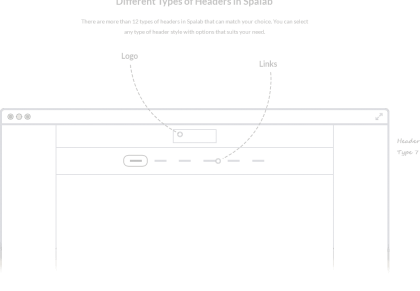 Different Types of Headers in Spalab
There are more than 12 types of headers in Spalab that can match your choice. You can select
any type of header style with options that suits your need.
Logo
Links
Header
Type 1